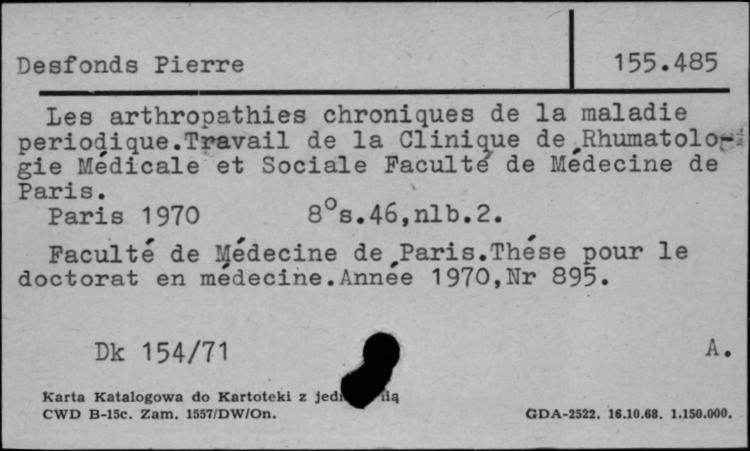 Desfonds Pierre
155.485
Les arthropathies chroniques de la maladie
periodique.Travail de la Clinique de Rhumatolo-
gie Médicale et Sociale Faculté de Médecine de
Paris.
Paris 1970 8°s.46,nlb.2.
Faculté de Médecine de Paris.Thése pour le
doctorat en médecine.Année 1970,Nr 895.
Dk 154/71
A.
Karta Katalogowa do Kartoteki z
CWD B-15c. Zam. 1557/DW/On.
GDA-2522. 16.10.68. 1.150.000.